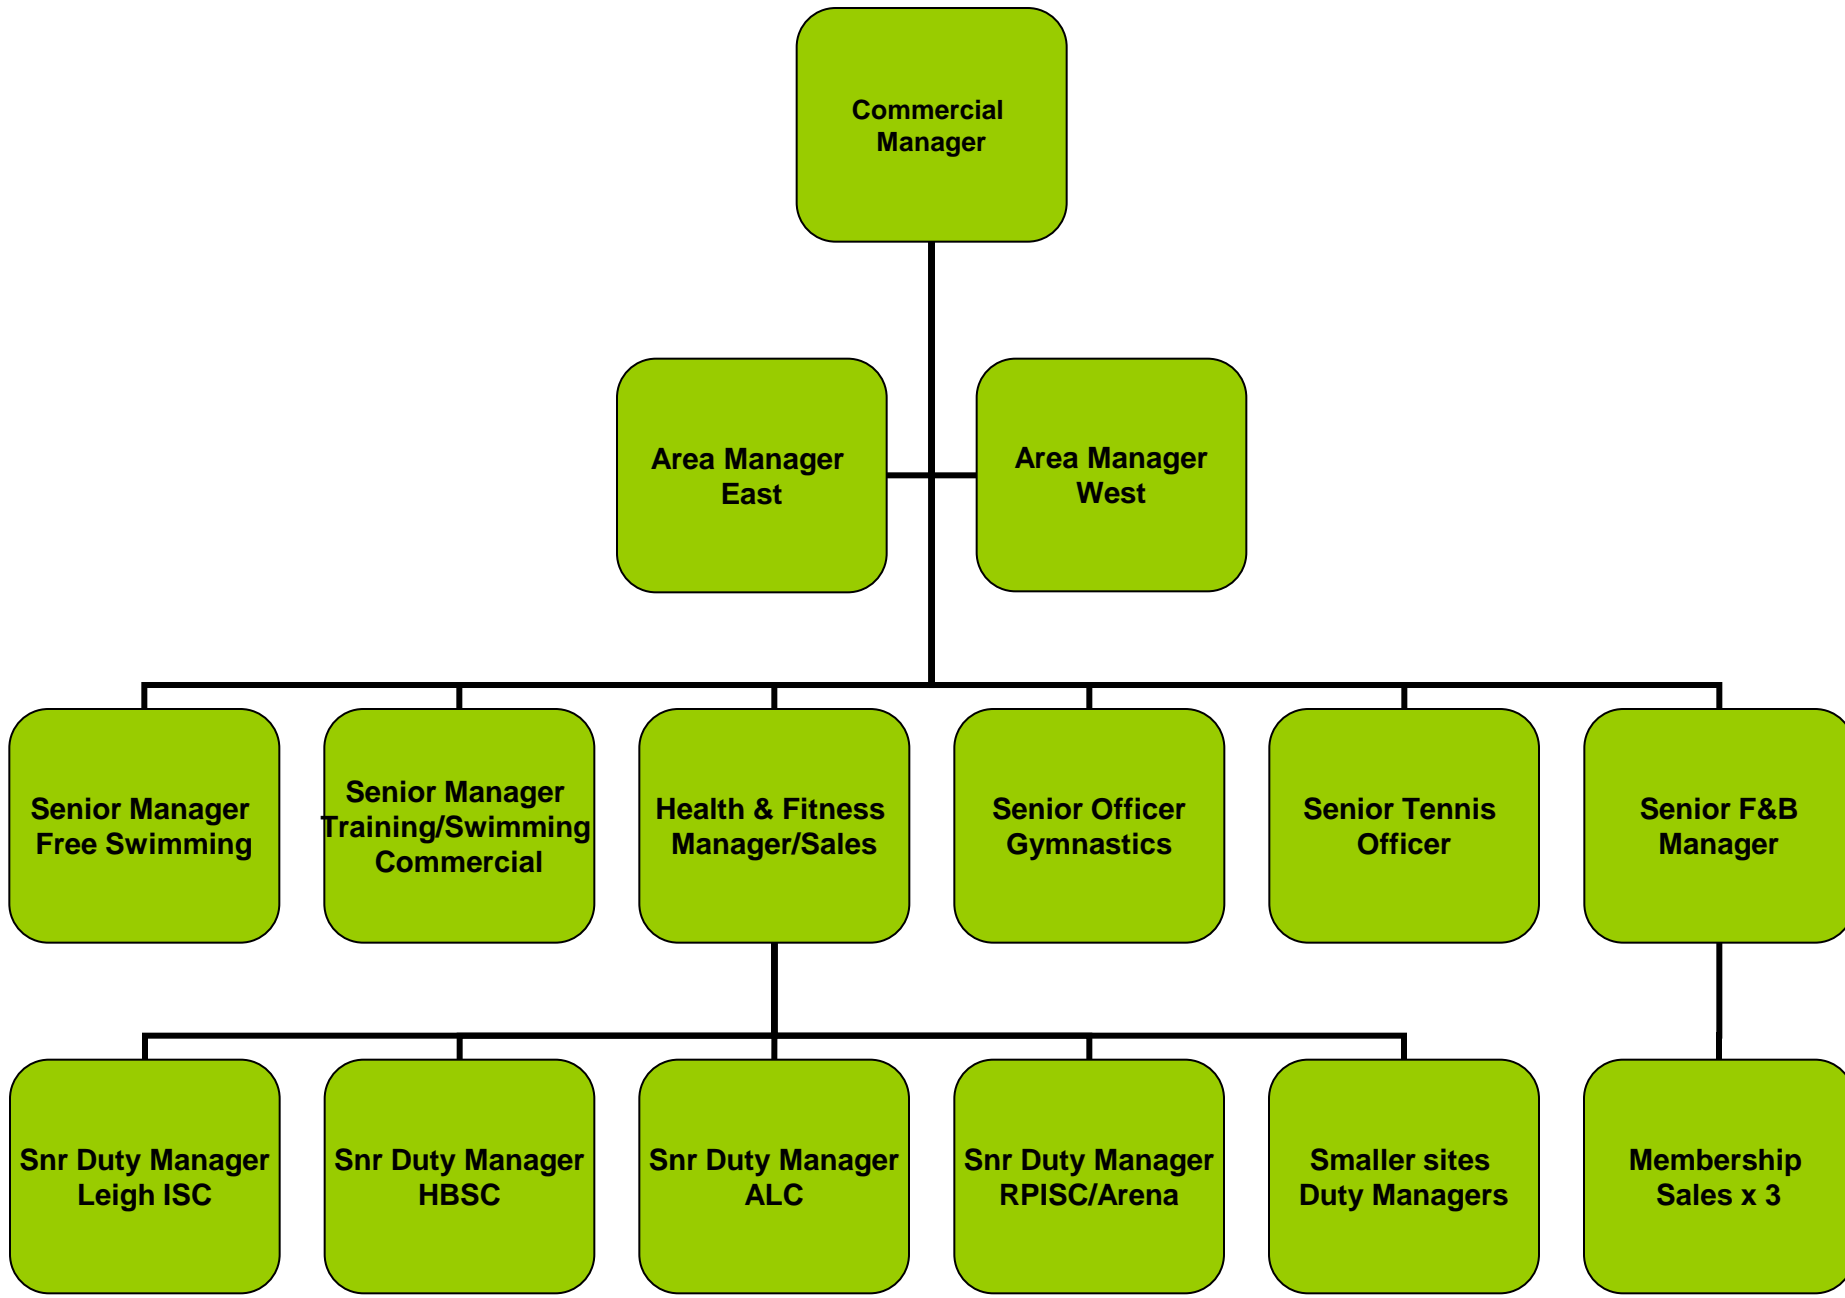 Commercial
Manager
Area Manager
East
Area Manager
West
Senior Manager
Free Swimming
Senior Manager
Training/Swimming
Commercial
Health & Fitness
Manager/Sales
Senior Officer
Gymnastics
Senior Tennis
Officer
Senior F&B
Manager
Snr Duty Manager
Leigh ISC
Snr Duty Manager
HBSC
Snr Duty Manager
ALC
Snr Duty Manager
RPISC/Arena
Smaller sites
Duty Managers
Membership
Sales x 3